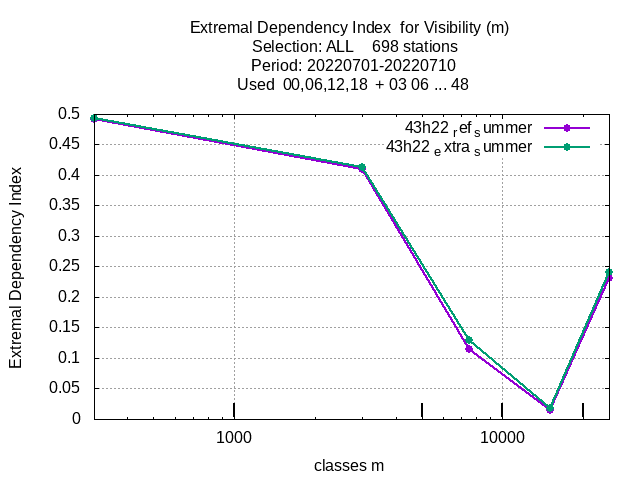 Extremal Dependency Index  for Visibility (m)
Selection: ALL    698 stations
Period: 20220701-20220710
Used  00,06,12,18  + 03 06 ... 48
43h22 ref summer
43h22 extra summer
Extremal Dependency Index
0.5
0.45
0.4
0.35
0.3
0.25
0.2
0.15
0.1
0.05
0
1000
10000
classes m